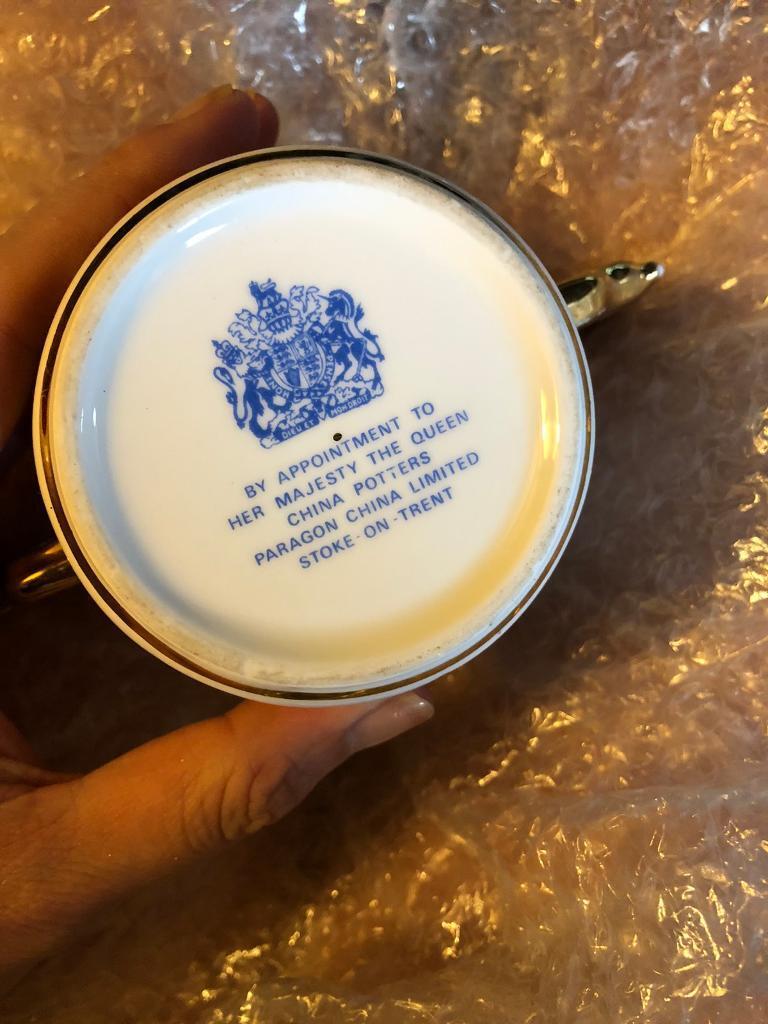 DIEU ET MON DROIT
BY APPOINTMENT TO
HER MAJESTY THE QUEEN
CHINA POTTERS
PARAGON CHINA LIMITED
STOKE-ON-TRENT